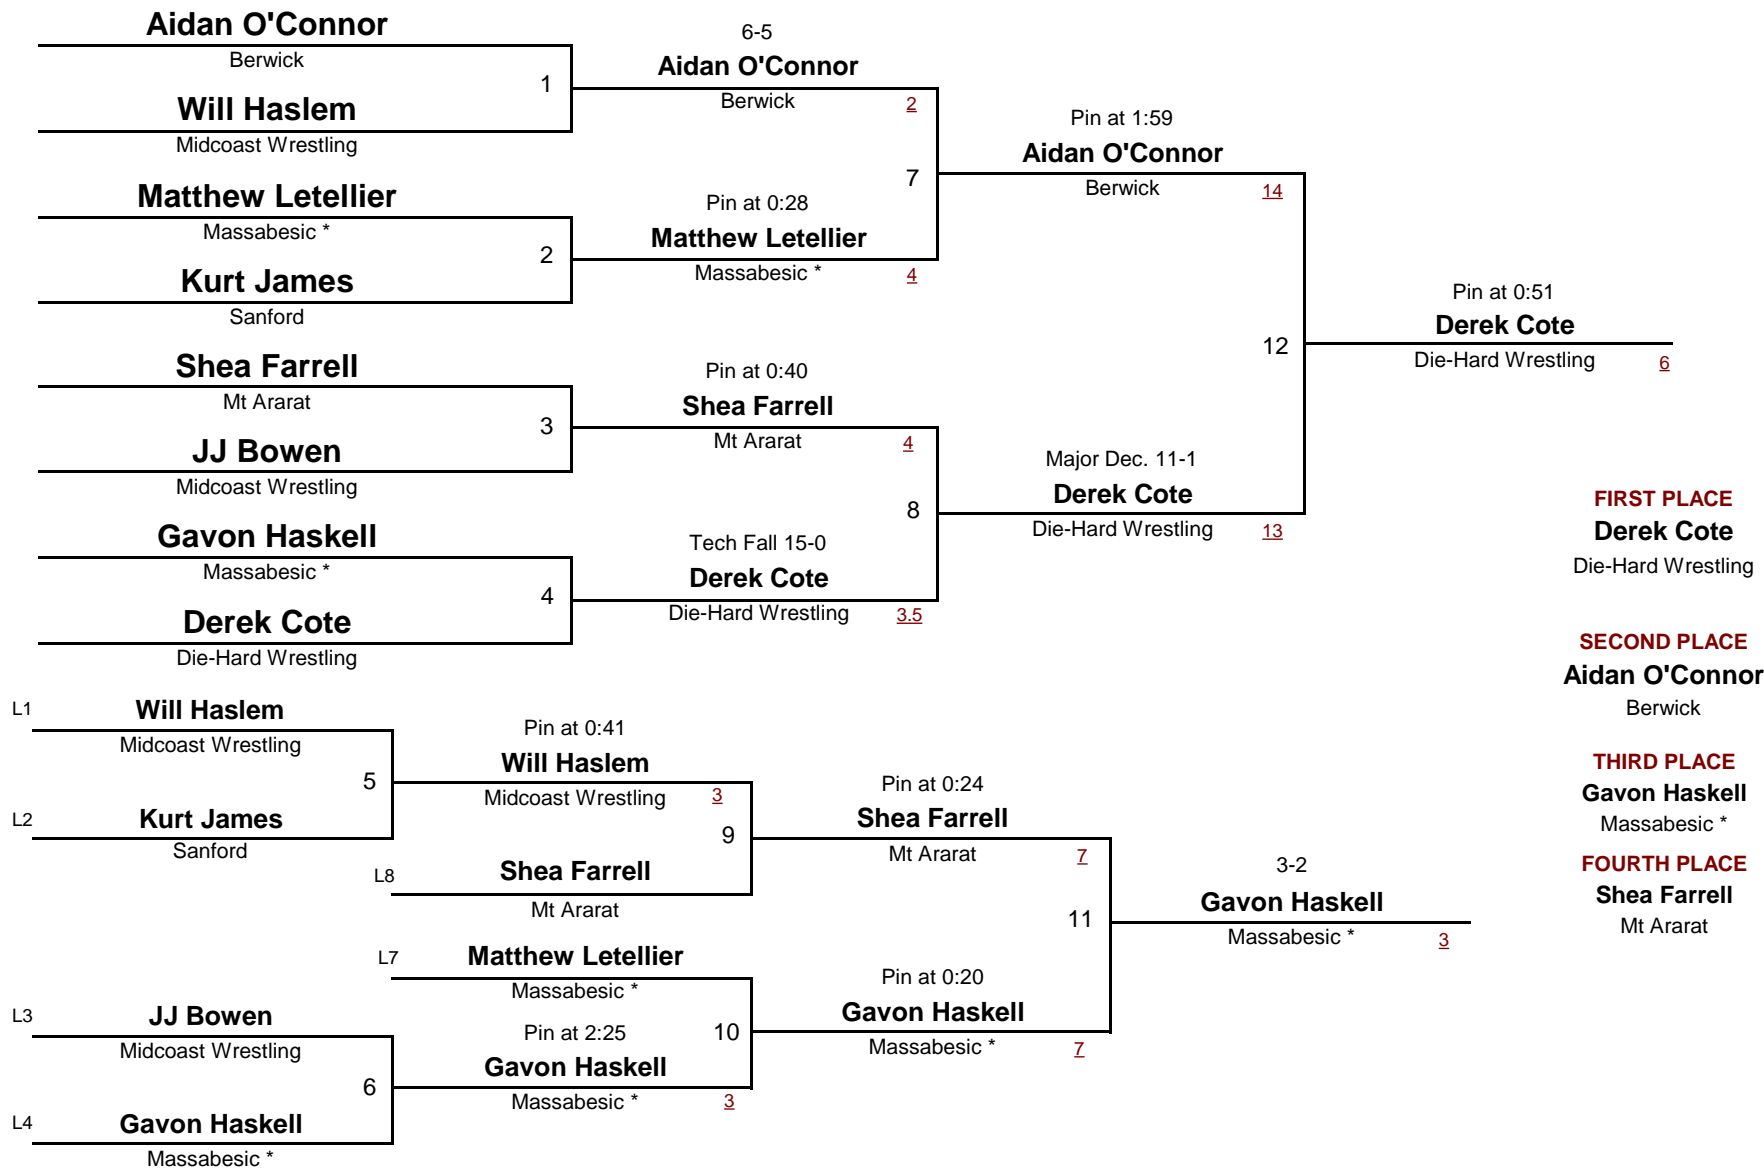 Aidan O'Connor
Berwick
1
Will Haslem
Midcoast Wrestling
Matthew Letellier
Massabesic *
2
Kurt James
Sanford
Shea Farrell
Mt Ararat
3
JJ Bowen
Midcoast Wrestling
Gavon Haskell
Massabesic *
4
Derek Cote
Die-Hard Wrestling
6-5
Aidan O'Connor
Berwick
2
7
Pin at 0:28
Matthew Letellier
Massabesic *
4
Pin at 0:40
Shea Farrell
Mt Ararat
4
8
Tech Fall 15-0
Derek Cote
Die-Hard Wrestling
3.5
Pin at 1:59
Aidan O'Connor
Berwick
14
12
Major Dec. 11-1
Derek Cote
Die-Hard Wrestling
13
Pin at 0:51
Derek Cote
Die-Hard Wrestling
6
FIRST PLACE
Derek Cote
Die-Hard Wrestling
SECOND PLACE
Aidan O'Connor
Berwick
THIRD PLACE
Gavon Haskell
Massabesic *
FOURTH PLACE
Shea Farrell
Mt Ararat
L1
Will Haslem
Midcoast Wrestling
5
L2
Kurt James
Sanford
L3
JJ Bowen
Midcoast Wrestling
6
L4
Gavon Haskell
Massabesic *
Pin at 0:41
Will Haslem
Midcoast Wrestling
3
9
L8
Shea Farrell
Mt Ararat
L7
Matthew Letellier
Massabesic *
10
Pin at 2:25
Gavon Haskell
Massabesic *
3
Pin at 0:24
Shea Farrell
Mt Ararat
7
11
Pin at 0:20
Gavon Haskell
Massabesic *
7
3-2
Gavon Haskell
Massabesic *
3